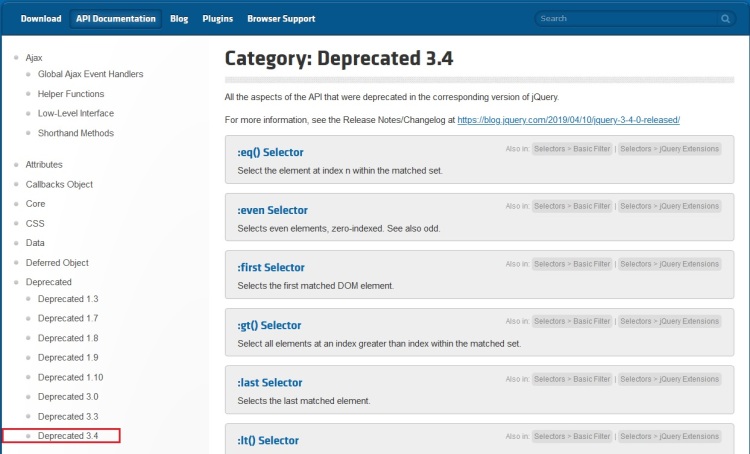 Download API Documentation Blog Plugins Browser Support Search
Ajax
Global Ajax Event Handlers
Helper Functions
Low-Level Interface
Shorthand Methods
Attributes
Callbacks Object
Core
CSS
Data
Deferred Object
Deprecated
Deprecated 1.3
Deprecated 1.7
Deprecated 1.8
Deprecated 1.9
Deprecated 1.10
Deprecated 3.0
Deprecated 3.3
Deprecated 3.4
Category: Deprecated 3.4
All the aspects of the API that were deprecated in the corresponding version of jQuery.
For more information, see the Release Notes/Changelog at https://blog.jquery.com/2019/04/10/jquery-3-4-0-released/
:eq() Selector Also in: Selectors > Basic Filter | Selectors > jQuery Extensions
Select the element at index n within the matched set.
:even Selector Also in: Selectors > Basic Filter | Selectors > jQuery Extensions
Selects even elements, zero-indexed. See also odd.
:first Selector Also in: Selectors > Basic Filter | Selectors > jQuery Extensions
Selects the first matched DOM element.
:gt() Selector Also in: Selectors > Basic Filter | Selectors > jQuery Extensions
Select all elements at an index greater than index within the matched set.
:last Selector Also in: Selectors > Basic Filter | Selectors > jQuery Extensions
Selects the last matched element.
:lt() Selector Also in: Selectors > Basic Filter | Selectors > jQuery Extensions